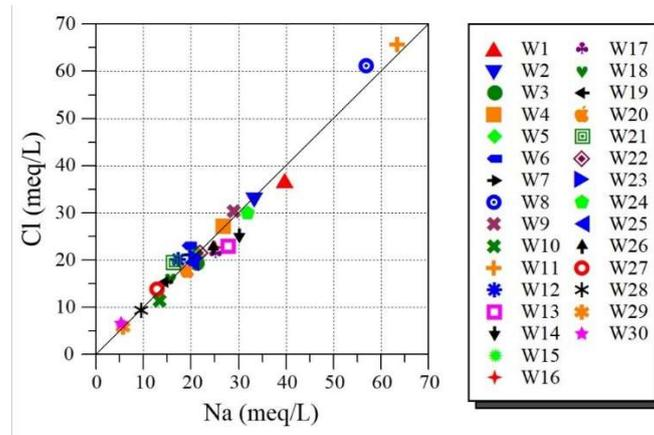 70
60
50
40
30
20
10
0
0 10 20 30 40 50 60 70
Cl (meq/L)
Na (meq/L)
W1 W17
W2 W18
W3 W19
W4 W20
W5 W21
W6 W22
W7 W23
W8 W24
W9 W25
W10 W26
W11 W27
W12 W28
W13 W29
W14 W30
W15
W16